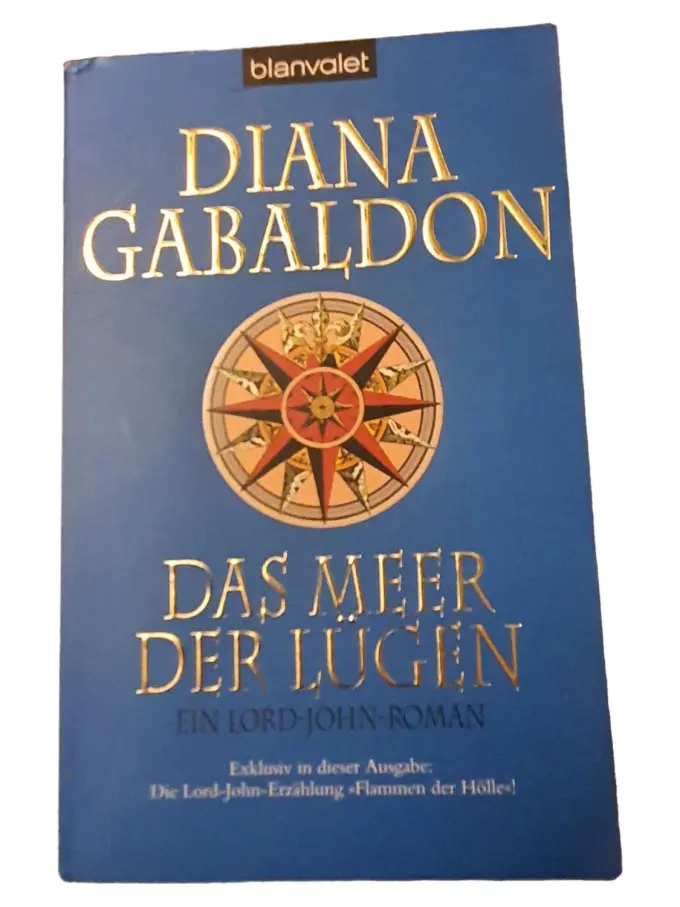 blanvalet
DIANA
GABALDON
DAS MEER
DER LÜGEN
EIN LORD-JOHN-ROMAN
Exklusiv in dieser Ausgabe:
Die Lord-John-Erzählung »Flammen der Hölle«!